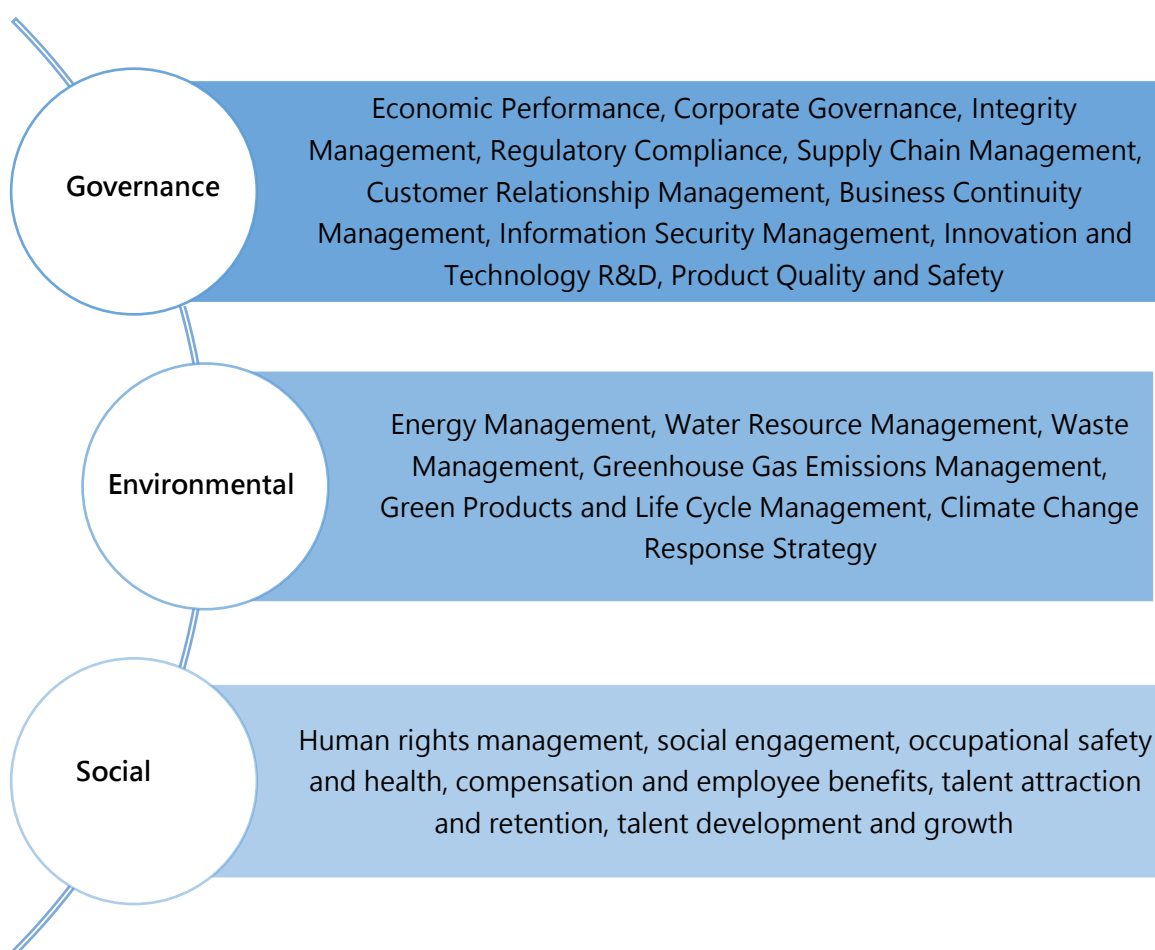 Governance
Economic Performance, Corporate Governance, Integrity
Management, Regulatory Compliance, Supply Chain Management,
Customer Relationship Management, Business Continuity
Management, Information Security Management, Innovation and
Technology R&D, Product Quality and Safety
Environmental
Energy Management, Water Resource Management, Waste
Management, Greenhouse Gas Emissions Management,
Green Products and Life Cycle Management, Climate Change
Response Strategy
Social
Human rights management, social engagement, occupational safety
and health, compensation and employee benefits, talent attraction
and retention, talent development and growth